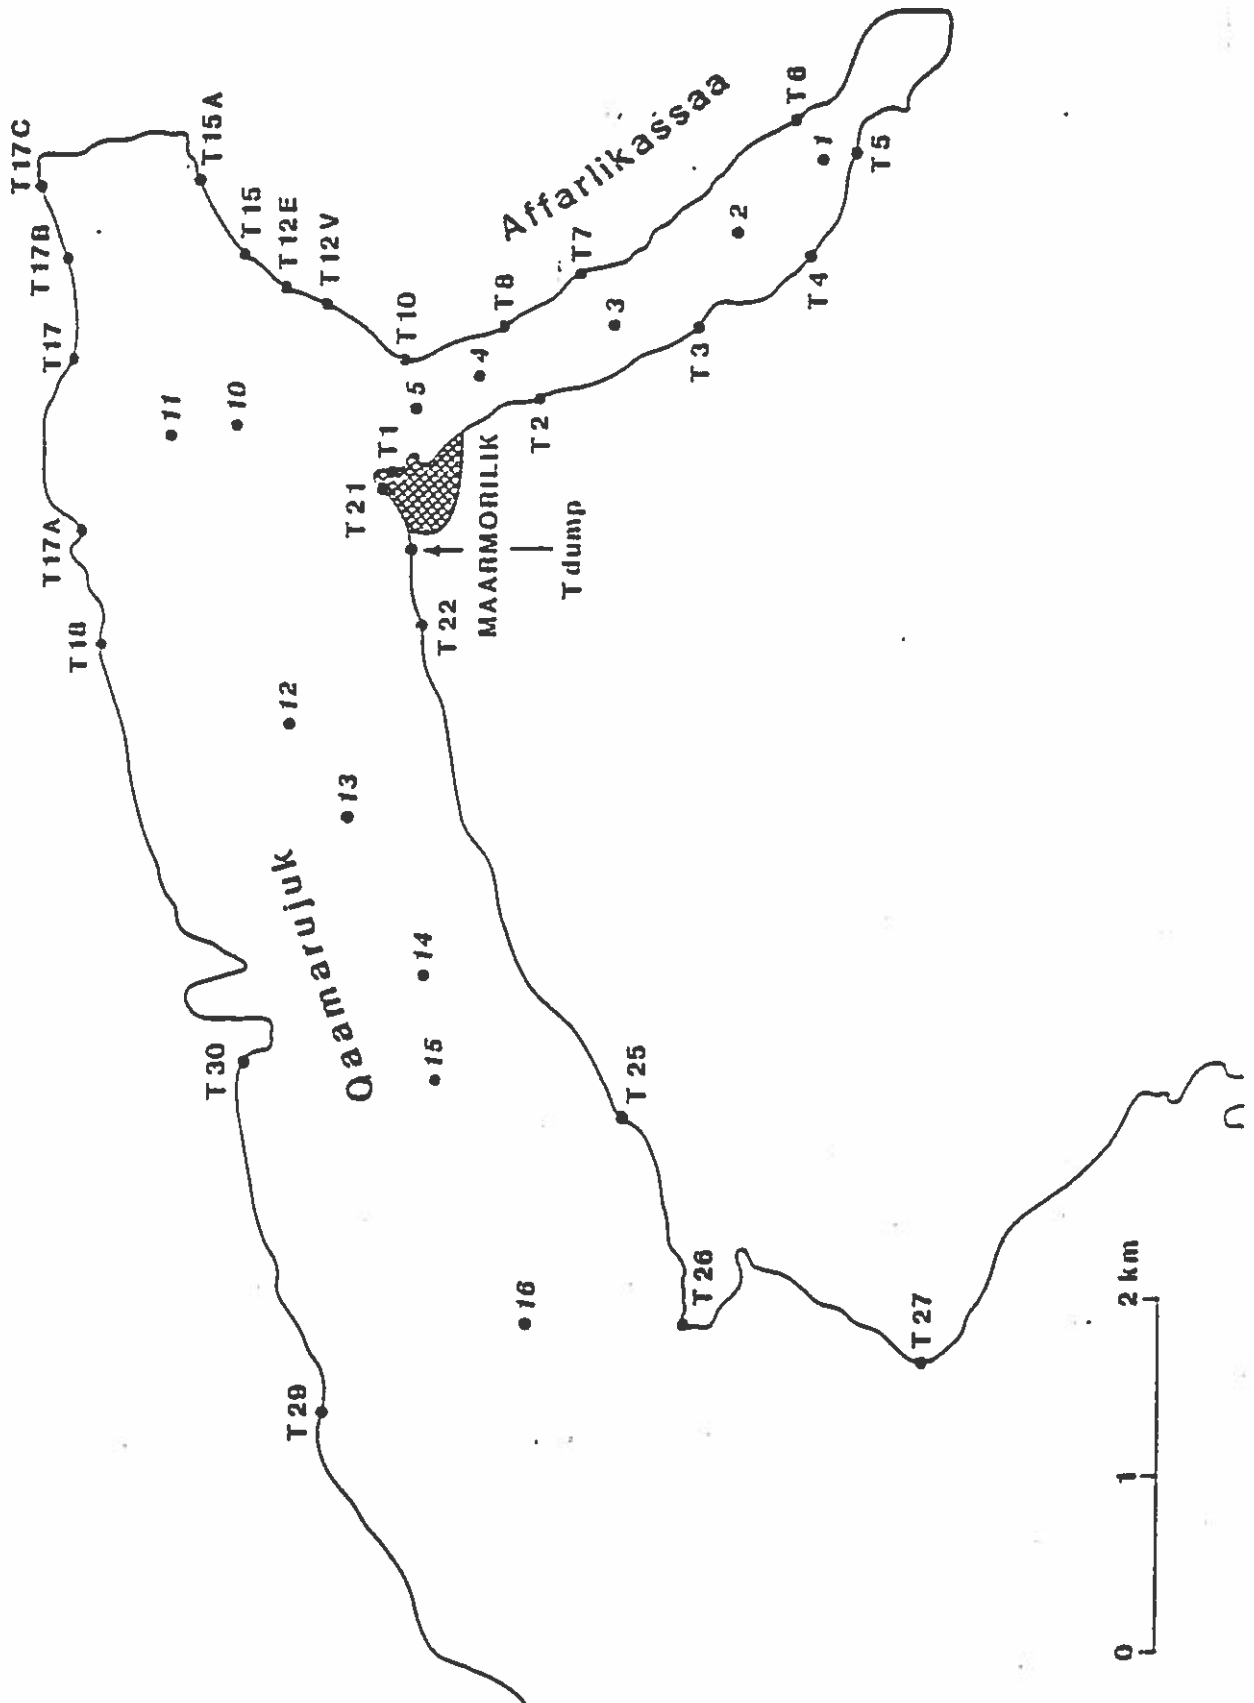 T17C
T17B
T17
T17A
T18
T30
T29
T15A
T15
T12E
T12V
T10
T8
T7
T6
Affarlikassaa
T5
T4
T3
T2
T1
T21
T22
MAARMORILIK
T dump
1
2
3
4
5
10
11
12
13
14
15
16
Qaamarujuk
T25
T26
T27
0 1 2 km